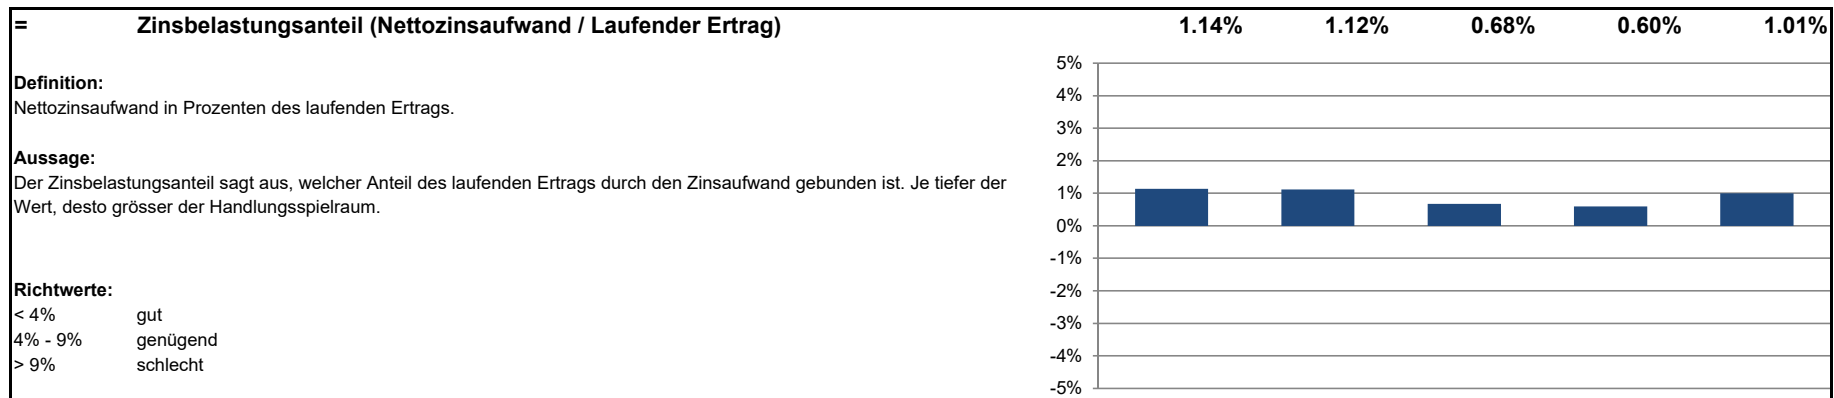 = Zinsbelastungsanteil (Nettozinsaufwand / Laufender Ertrag) 1.14% 1.12% 0.68% 0.60% 1.01%
Definition:
Nettozinsaufwand in Prozenten des laufenden Ertrags.
Aussage:
Der Zinsbelastungsanteil sagt aus, welcher Anteil des laufenden Ertrags durch den Zinsaufwand gebunden ist. Je tiefer der
Wert, desto grösser der Handlungsspielraum.
Richtwerte:
< 4% gut
4% - 9% genügend
> 9% schlecht
5%
4%
3%
2%
1%
0%
-1%
-2%
-3%
-4%
-5%